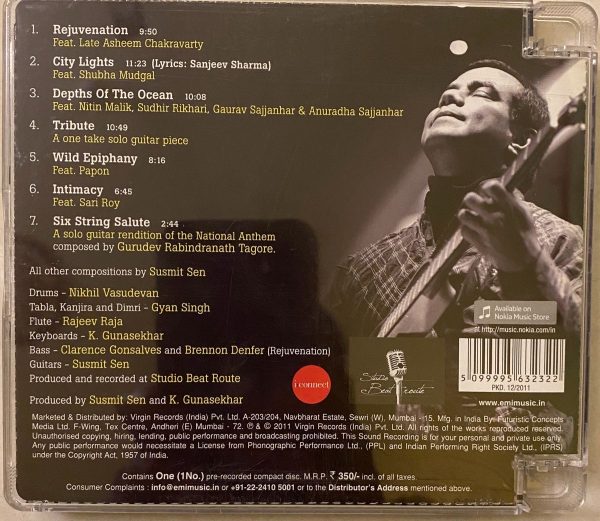 1. Rejuvenation 9:50
Feat. Late Asheem Chakravarty
2. City Lights 11:23 (Lyrics: Sanjeev Sharma)
Feat. Shubha Mudgal
3. Depths Of The Ocean 10:08
Feat. Nitin Malik, Sudhir Rikhari, Gaurav Sajjanhar & Anuradha Sajjanhar
4. Tribute 10:49
A one take solo guitar piece
5. Wild Epiphany 8:16
Feat. Papon
6. Intimacy 6:45
Feat. Sari Roy
7. Six String Salute 2:44
A solo guitar rendition of the National Anthem
composed by Gurudev Rabindranath Tagore.
All other compositions by Susmit Sen
Drums - Nikhil Vasudevan
Tabla, Kanjira and Dimri - Gyan Singh
Flute - Rajeev Raja
Keyboards - K. Gunasekhar
Bass - Clarence Gonsalves and Brennon Denfer (Rejuvenation)
Guitars - Susmit Sen
Produced and recorded at Studio Beat Route
Produced by Susmit Sen and K. Gunasekhar
i connect
Studio
Beat route
Available on
Nokia Music Store
at http://music.nokia.com/in
5 099995 632322
PKD. 12/2011
www.emimusic.in
Marketed & Distributed by: Virgin Records (India) Pvt. Ltd. A-203/204, Navbharat Estate, Sewri (W), Mumbai -15. Mfg. in India By: Futuristic Concepts
Media Ltd. F-Wing, Tex Centre, Andheri (E) Mumbai - 72. ℗ & © 2011 Virgin Records (India) Pvt. Ltd. All rights of the works reproduced reserved.
Unauthorised copying, hiring, lending, public performance and broadcasting prohibited. This Sound Recording is for your personal and private use only.
Any public performance would necessitate a License from Phonographic Performance Ltd., (PPL) and Indian Performing Right Society Ltd., (IPRS)
under the Copyright Act, 1957 of India.
Contains One (1No.) pre-recorded compact disc. M.R.P. ₹ 350/- incl. of all taxes.
Consumer Complaints : info@emimusic.in or +91-22-2410 5001 or to the Distributor's Address mentioned above.